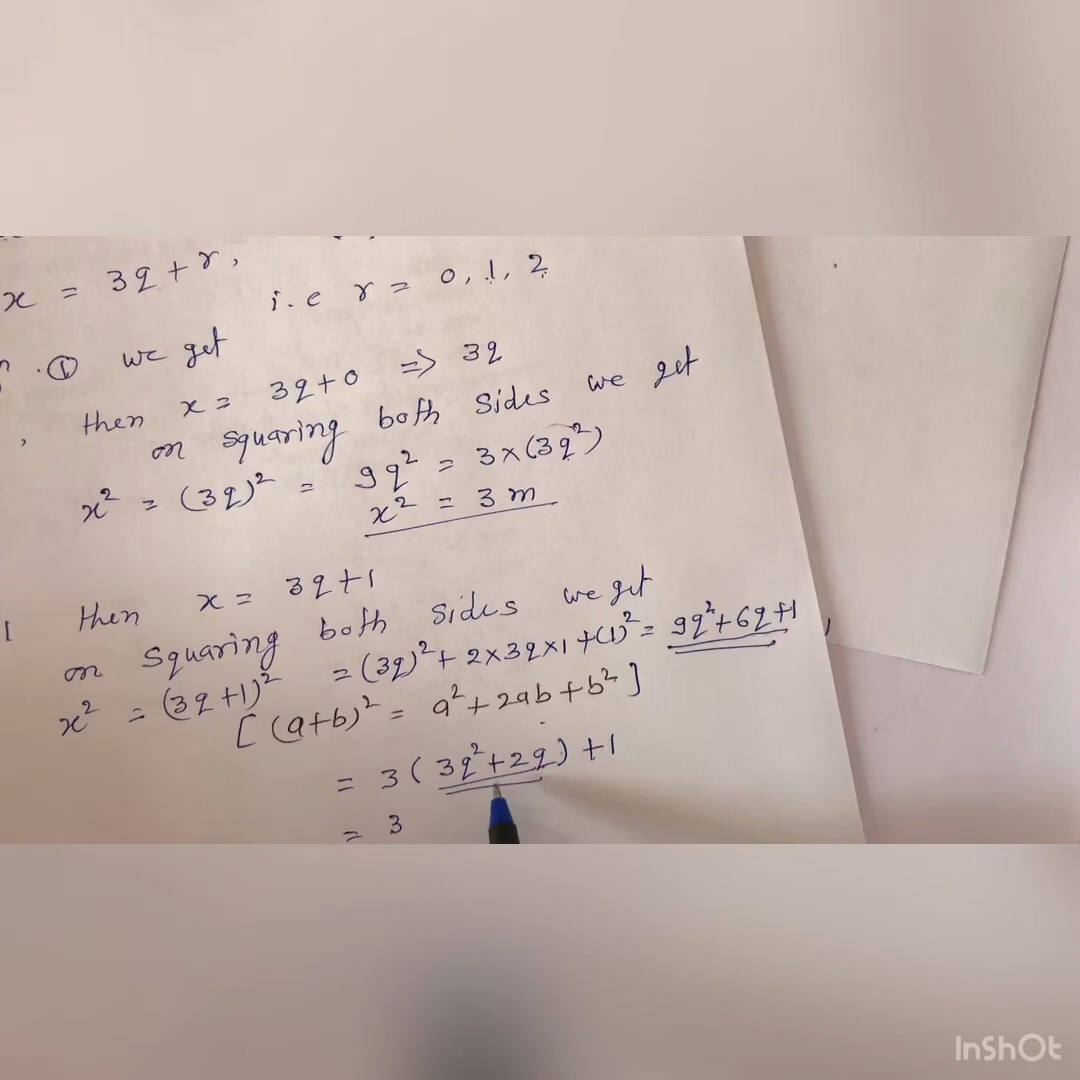 x = 3q + r,
i.e r = 0, 1, 2
① we get
, then x = 3q + 0 => 3q
on squaring both sides we get
x² = (3q)² = 9q² = 3×(3q²)
x² = 3m
1 then x = 3q+1
on squaring both sides we get
x² = (3q+1)² = (3q)² + 2×3q×1 + (1)² = 9q²+6q+1,
[(a+b)² = a² + 2ab + b²]
= 3(3q²+2q)+1
= 3
InShOt